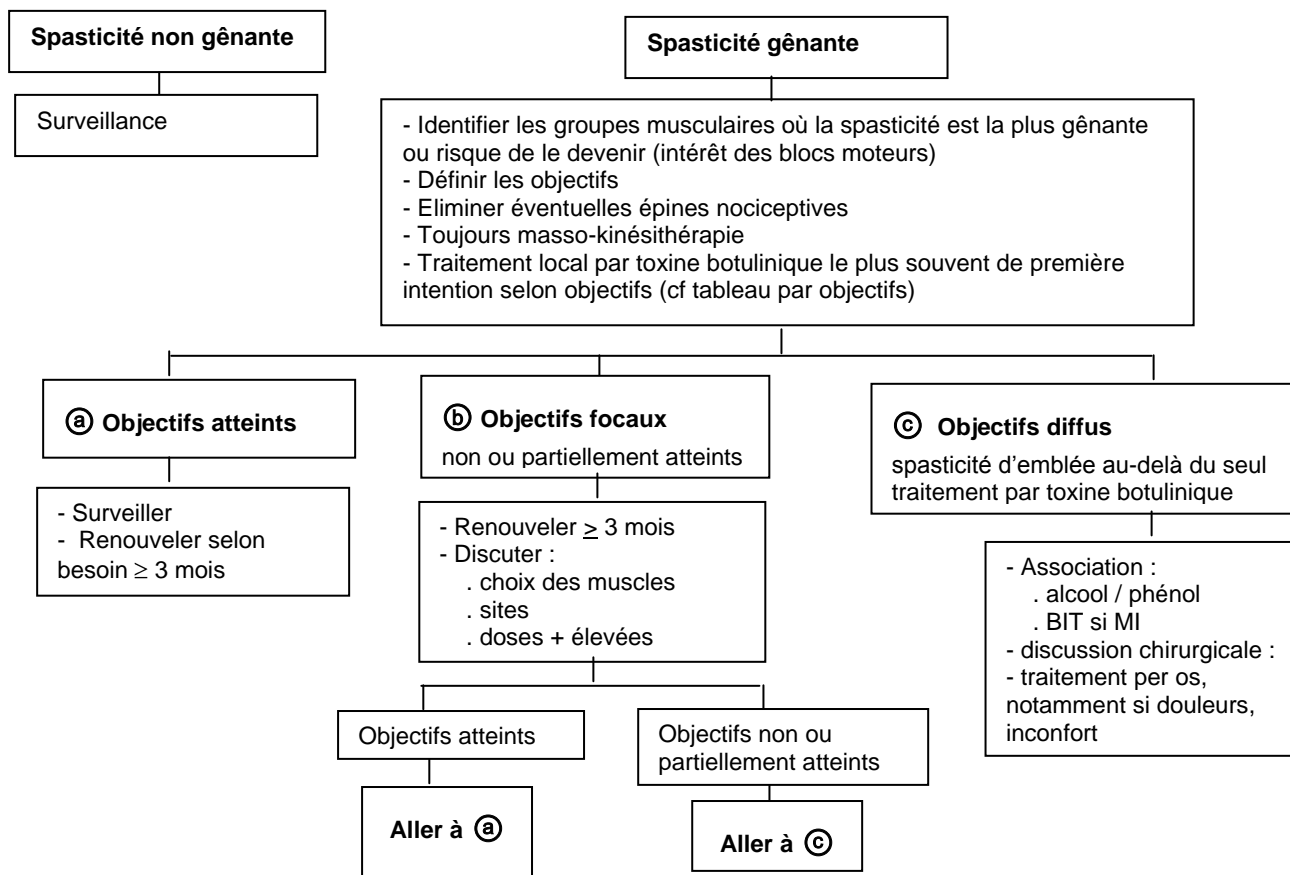 Spasticité non gênante
Surveillance
Spasticité gênante
- Identifier les groupes musculaires où la spasticité est la plus gênante
ou risque de le devenir (intérêt des blocs moteurs)
- Définir les objectifs
- Eliminer éventuelles épines nociceptives
- Toujours masso-kinésithérapie
- Traitement local par toxine botulinique le plus souvent de première
intention selon objectifs (cf tableau par objectifs)
ⓐ Objectifs atteints
- Surveiller
- Renouveler selon
besoin ≥ 3 mois
ⓑ Objectifs focaux
non ou partiellement atteints
- Renouveler ≥ 3 mois
- Discuter :
. choix des muscles
. sites
. doses + élevées
Objectifs atteints
Aller à ⓐ
Objectifs non ou
partiellement atteints
Aller à ⓒ
ⓒ Objectifs diffus
spasticité d'emblée au-delà du seul
traitement par toxine botulinique
- Association :
. alcool / phénol
. BIT si MI
- discussion chirurgicale :
- traitement per os,
notamment si douleurs,
inconfort